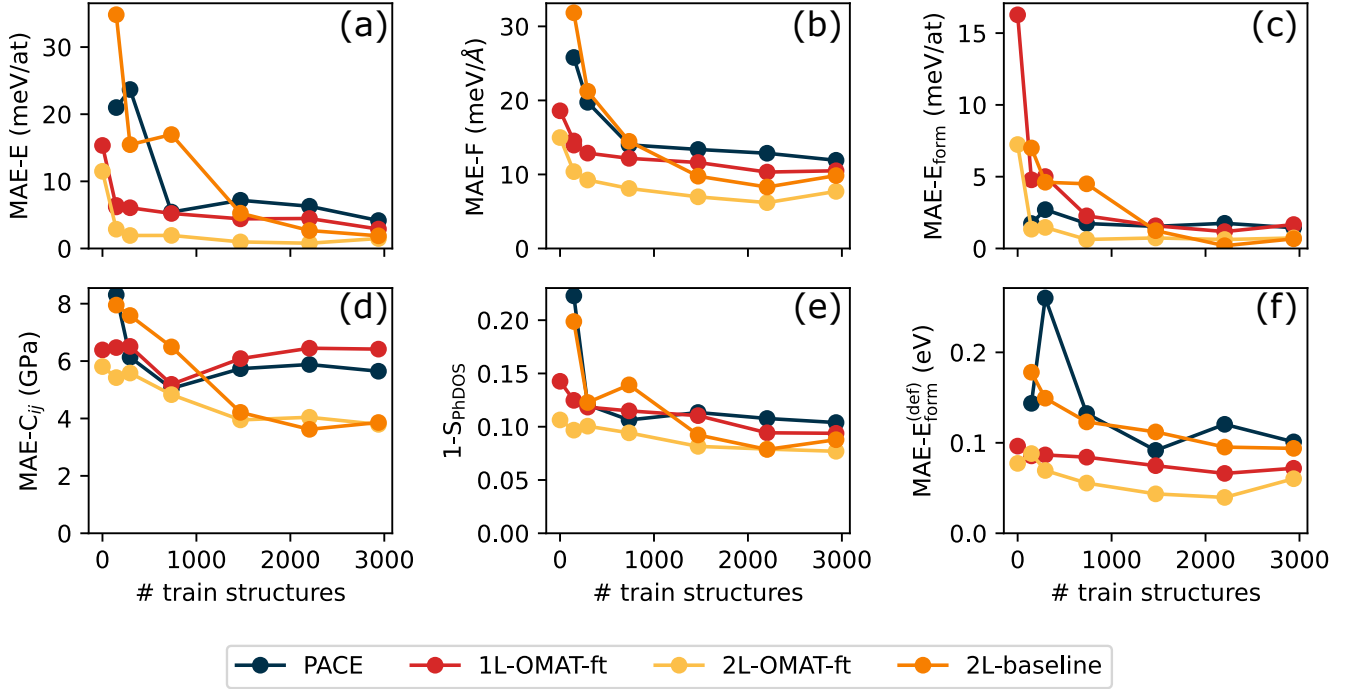 (a)
MAE-E (meV/at)
30
20
10
0
(b)
MAE-F (meV/Å)
30
20
10
0
(c)
MAE-E_form (meV/at)
15
10
5
0
(d)
MAE-C_ij (GPa)
8
6
4
2
0
0 1000 2000 3000
# train structures
(e)
1-S_PhDOS
0.20
0.15
0.10
0.05
0.00
0 1000 2000 3000
# train structures
(f)
MAE-E_form^(def) (eV)
0.2
0.1
0.0
0 1000 2000 3000
# train structures
PACE 1L-OMAT-ft 2L-OMAT-ft 2L-baseline